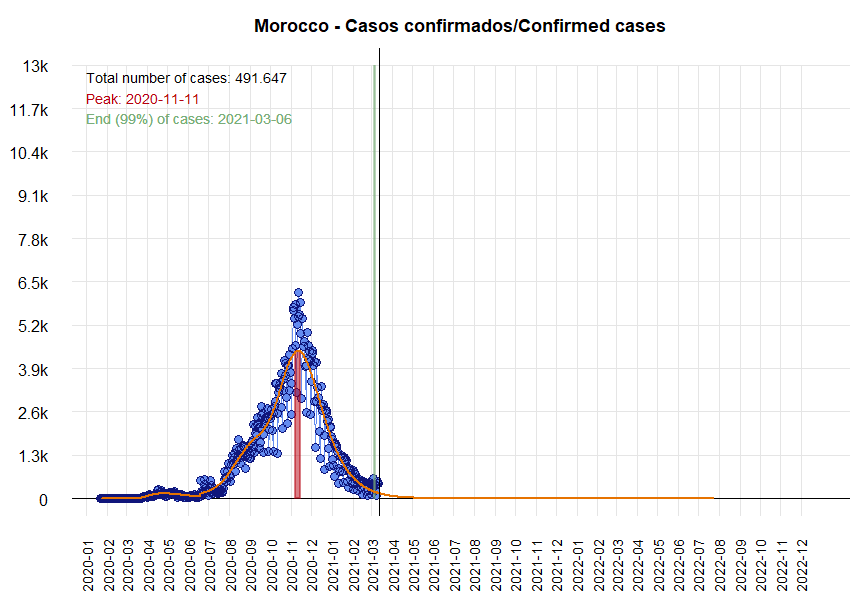 Morocco - Casos confirmados/Confirmed cases
Total number of cases: 491.647
Peak: 2020-11-11
End (99%) of cases: 2021-03-06
13k
11.7k
10.4k
9.1k
7.8k
6.5k
5.2k
3.9k
2.6k
1.3k
0
2020-01
2020-02
2020-03
2020-04
2020-05
2020-06
2020-07
2020-08
2020-09
2020-10
2020-11
2020-12
2021-01
2021-02
2021-03
2021-04
2021-05
2021-06
2021-07
2021-08
2021-09
2021-10
2021-11
2021-12
2022-01
2022-02
2022-03
2022-04
2022-05
2022-06
2022-07
2022-08
2022-09
2022-10
2022-11
2022-12